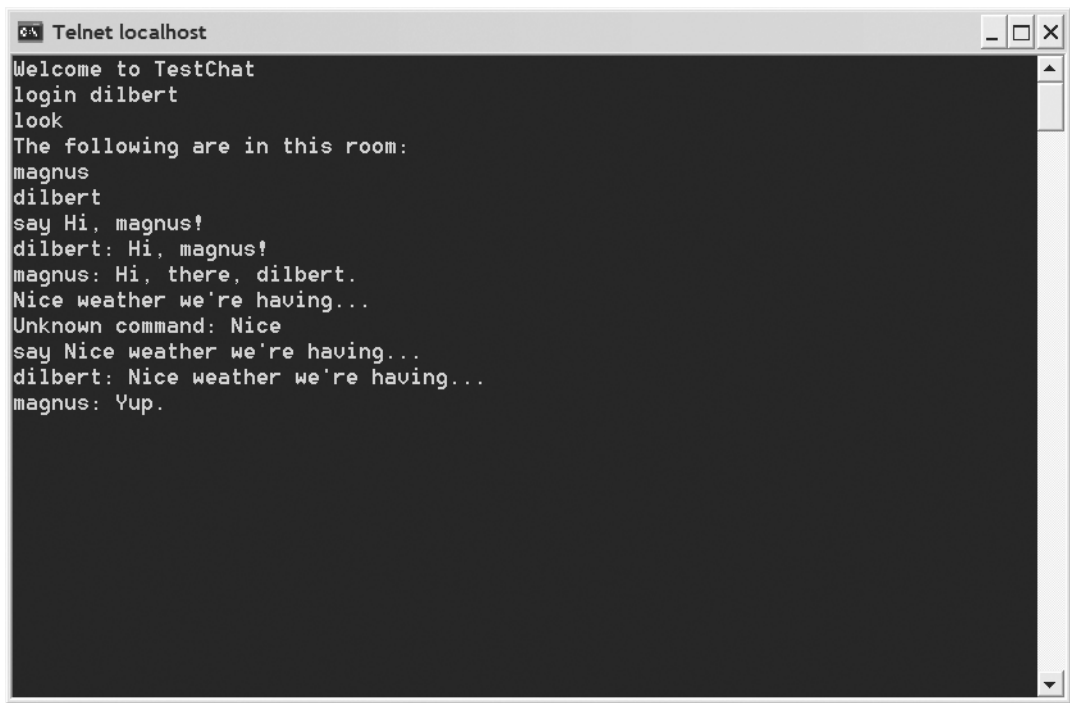 Telnet localhost
Welcome to TestChat
login dilbert
look
The following are in this room:
magnus
dilbert
say Hi, magnus!
dilbert: Hi, magnus!
magnus: Hi, there, dilbert.
Nice weather we're having...
Unknown command: Nice
say Nice weather we're having...
dilbert: Nice weather we're having...
magnus: Yup.